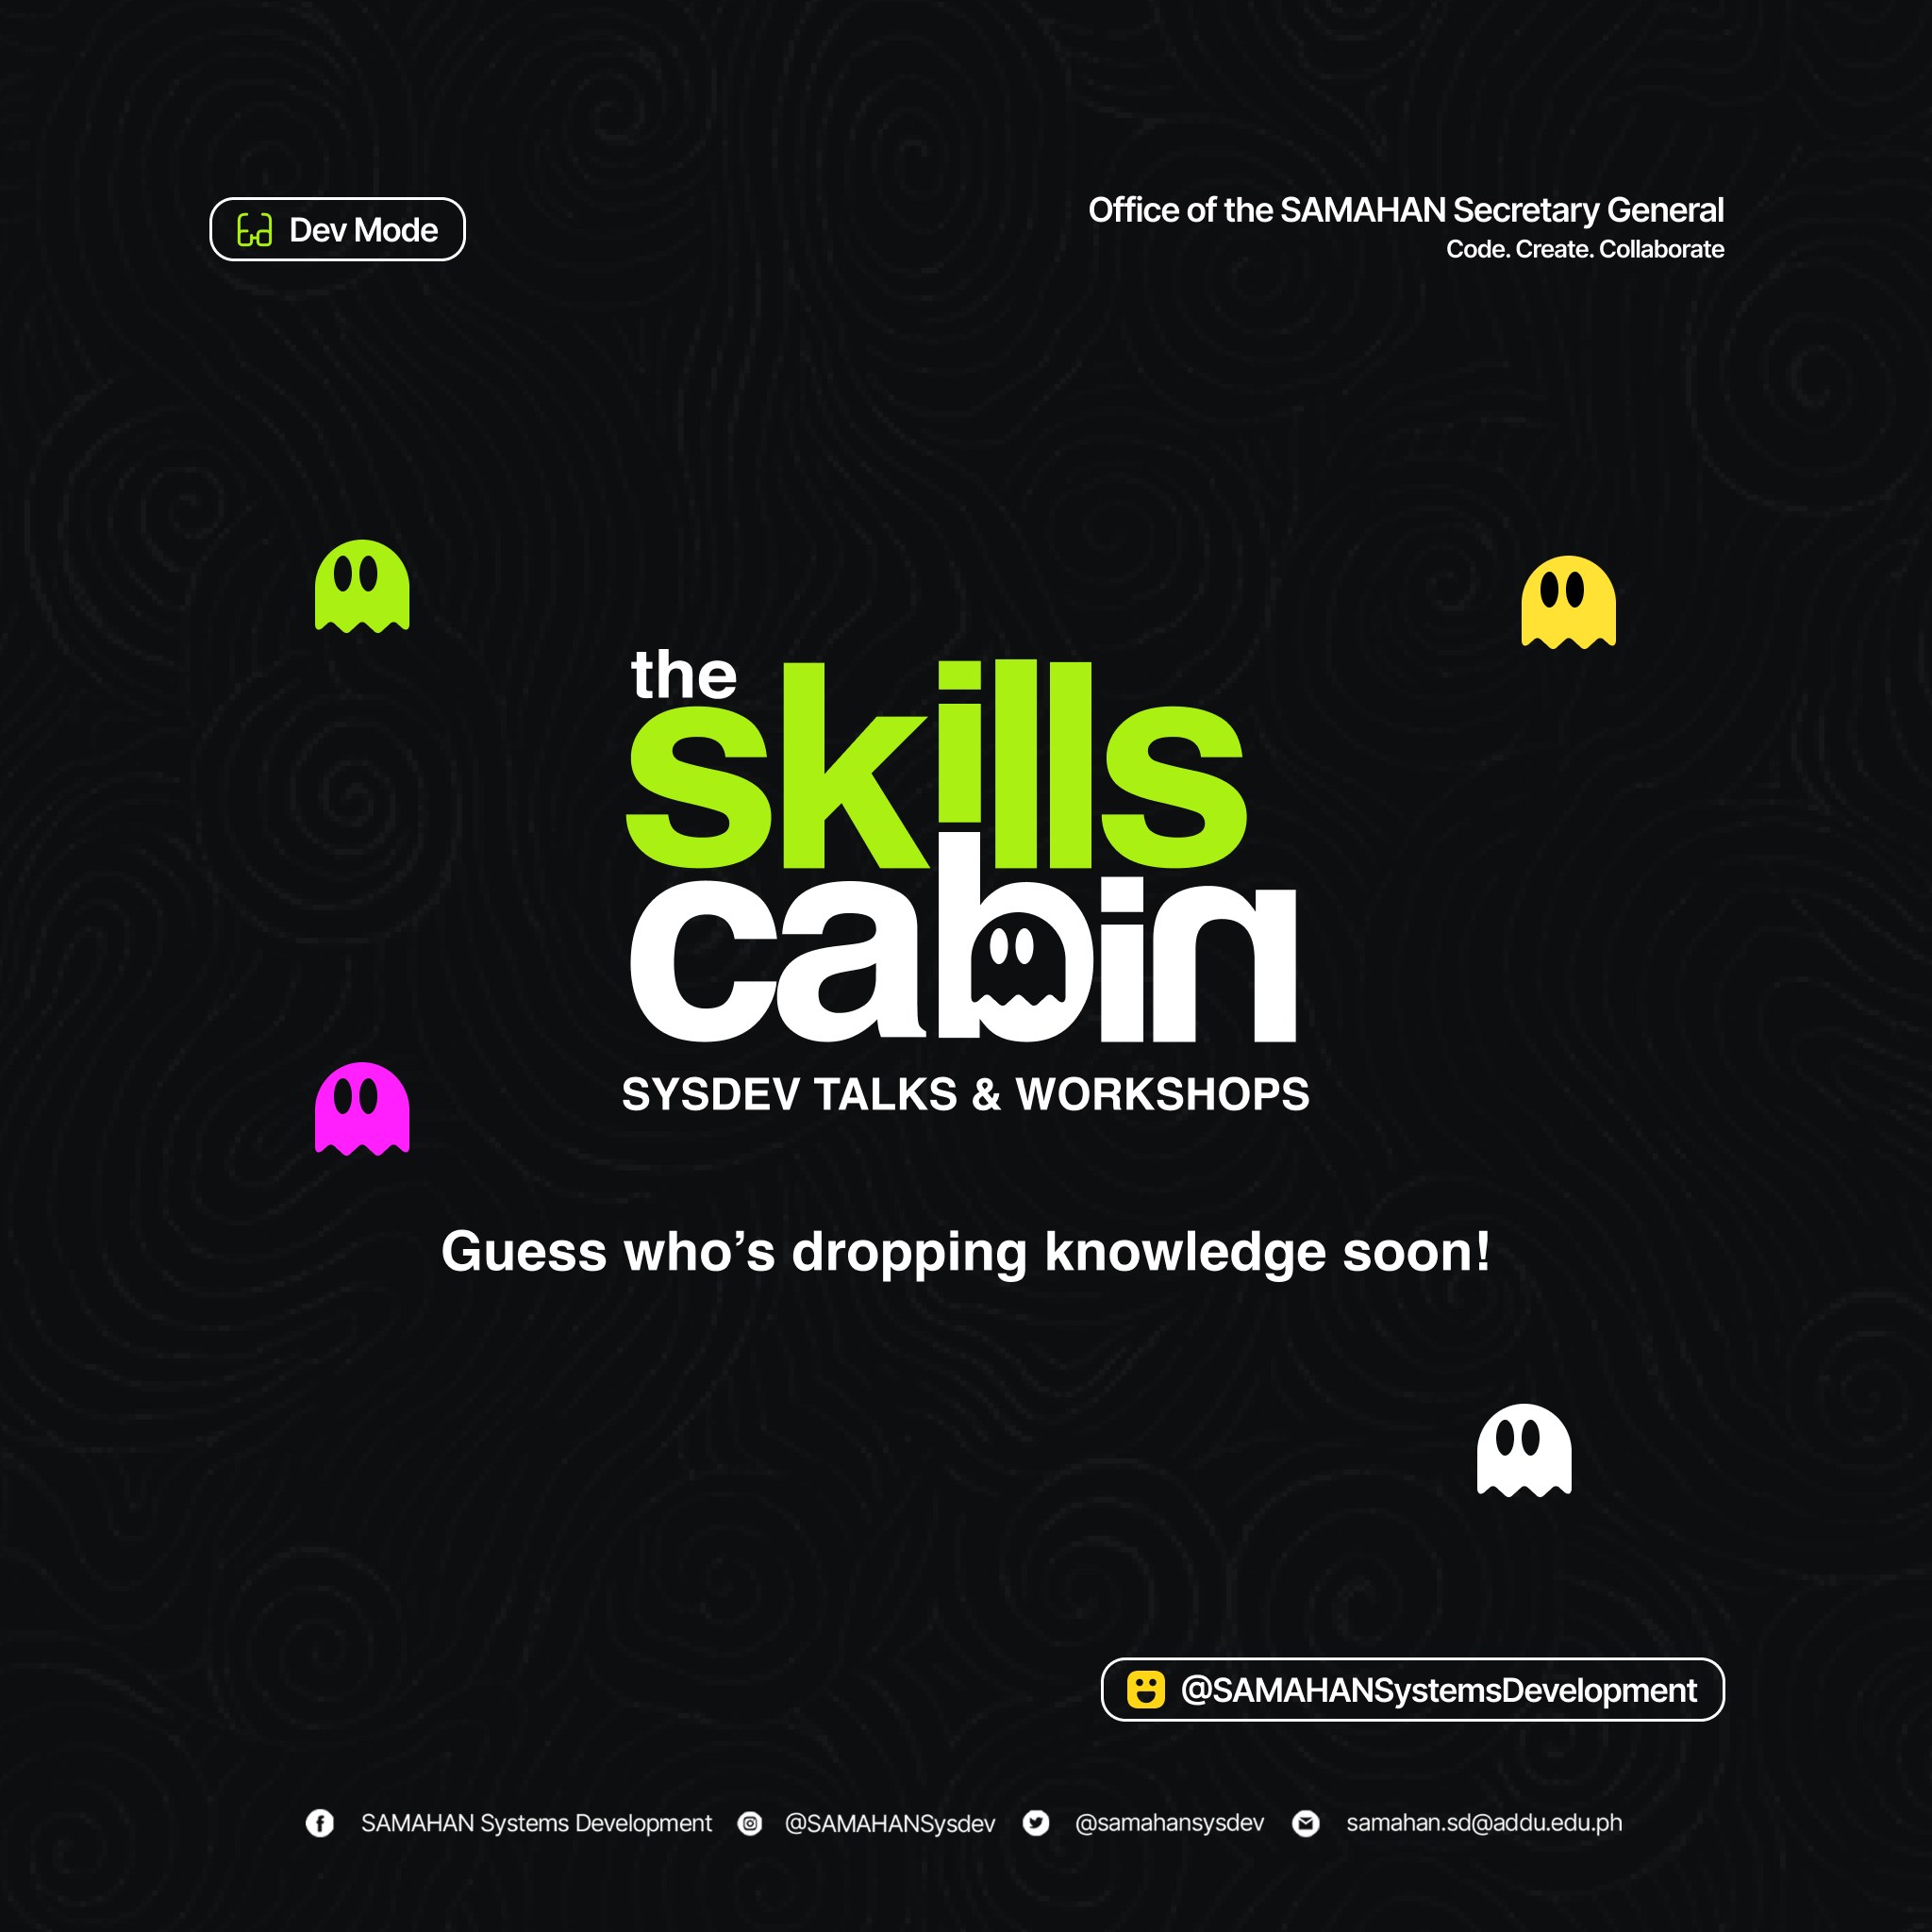 Dev Mode
Office of the SAMAHAN Secretary General
Code. Create. Collaborate
the
skills
cabin
SYSDEV TALKS & WORKSHOPS
Guess who’s dropping knowledge soon!
@SAMAHANSystemsDevelopment
SAMAHAN Systems Development @SAMAHANSysdev @samahansysdev samahan.sd@addu.edu.ph